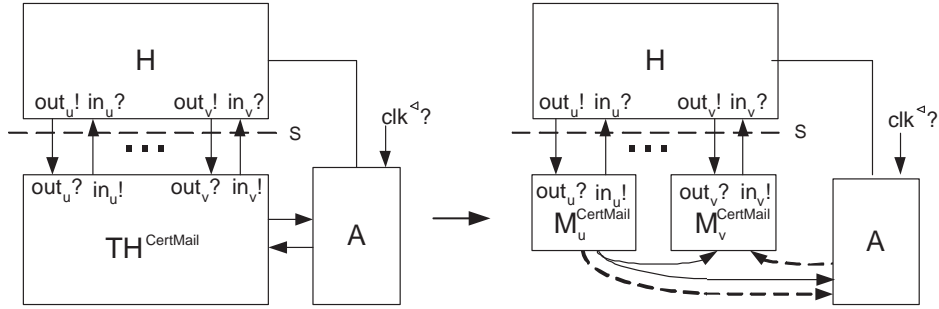 H
out_u! in_u? out_v! in_v?
S
clk^⊲?
out_u? in_u! out_v? in_v!
TH^CertMail
A
H
out_u! in_u? out_v! in_v?
S
clk^⊲?
out_u? in_u! out_v? in_v!
M_u^CertMail M_v^CertMail
A